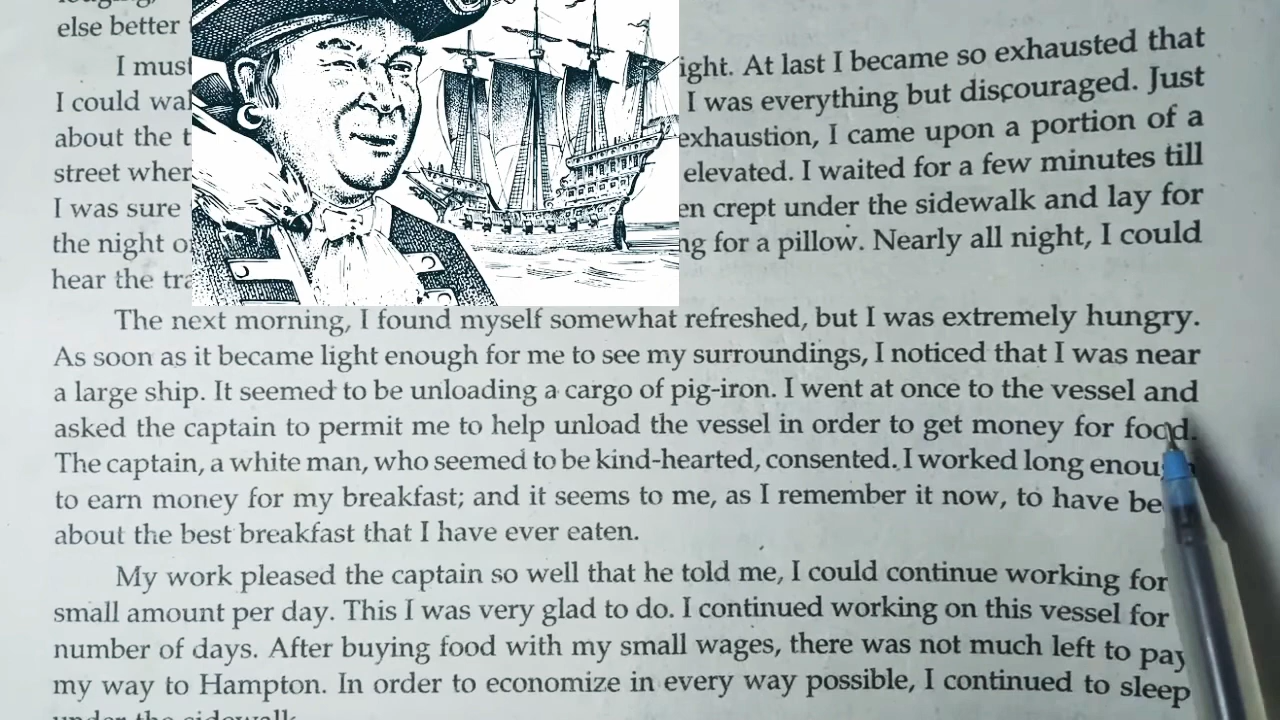 else better
I must ight. At last I became so exhausted that
I could wal I was everything but discouraged. Just
about the t exhaustion, I came upon a portion of a
street wher elevated. I waited for a few minutes till
I was sure en crept under the sidewalk and lay for
the night o ng for a pillow. Nearly all night, I could
hear the tra
The next morning, I found myself somewhat refreshed, but I was extremely hungry.
As soon as it became light enough for me to see my surroundings, I noticed that I was near
a large ship. It seemed to be unloading a cargo of pig-iron. I went at once to the vessel and
asked the captain to permit me to help unload the vessel in order to get money for food.
The captain, a white man, who seemed to be kind-hearted, consented. I worked long enou
to earn money for my breakfast; and it seems to me, as I remember it now, to have be
about the best breakfast that I have ever eaten.
My work pleased the captain so well that he told me, I could continue working for
small amount per day. This I was very glad to do. I continued working on this vessel for
number of days. After buying food with my small wages, there was not much left to pay
my way to Hampton. In order to economize in every way possible, I continued to sleep
under the sidewalk